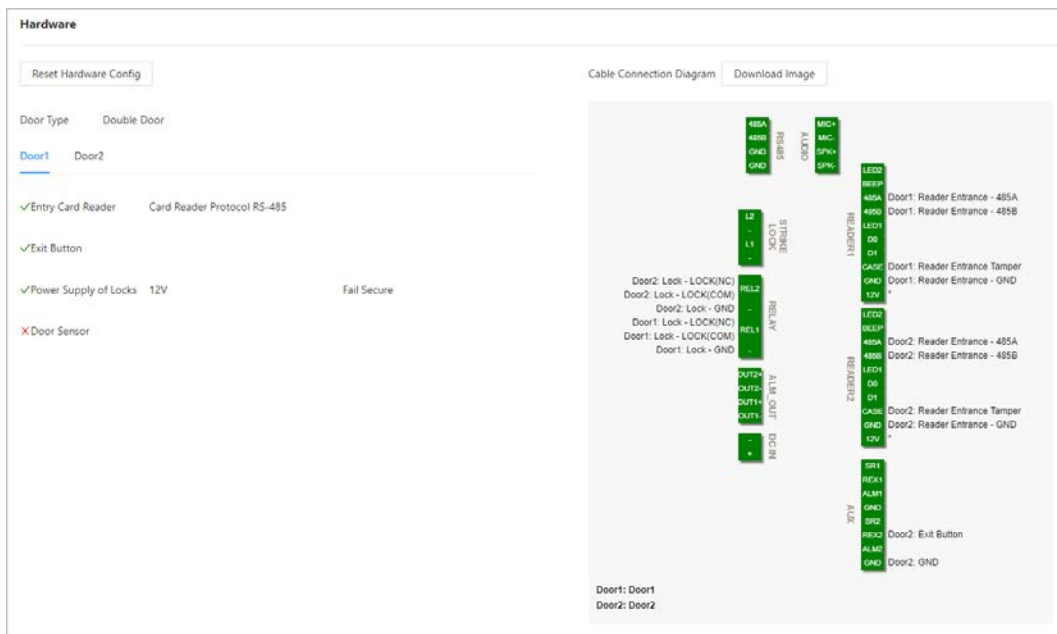 Hardware
Reset Hardware Config
Door Type Double Door
Door1 Door2
Entry Card Reader Card Reader Protocol RS-485
Exit Button
Power Supply of Locks 12V Fail Secure
Door Sensor
Cable Connection Diagram Download Image
485A
485B
GND
GND
RS485
AUDIO
MIC+
MIC-
SPK+
SPK-
L2
-
L1
-
STRIKE
LOCK
Door2: Lock - LOCK(NC)
Door2: Lock - LOCK(COM)
Door2: Lock - GND
Door1: Lock - LOCK(NC)
Door1: Lock - LOCK(COM)
Door1: Lock - GND
REL2
-
REL1
-
RELAY
OUT2+
OUT2-
OUT1+
OUT1-
ALM_OUT
-
+
DC IN
READER1
LED2
BEEP
485A Door1: Reader Entrance - 485A
485B Door1: Reader Entrance - 485B
LED1
D0
D1
CASE Door1: Reader Entrance Tamper
GND Door1: Reader Entrance - GND
12V *
READER2
LED2
BEEP
485A Door2: Reader Entrance - 485A
485B Door2: Reader Entrance - 485B
LED1
D0
D1
CASE Door2: Reader Entrance Tamper
GND Door2: Reader Entrance - GND
12V *
AUX
SR1
REX1
ALM1
GND
SR2
REX2 Door2: Exit Button
ALM2
GND Door2: GND
Door1: Door1
Door2: Door2